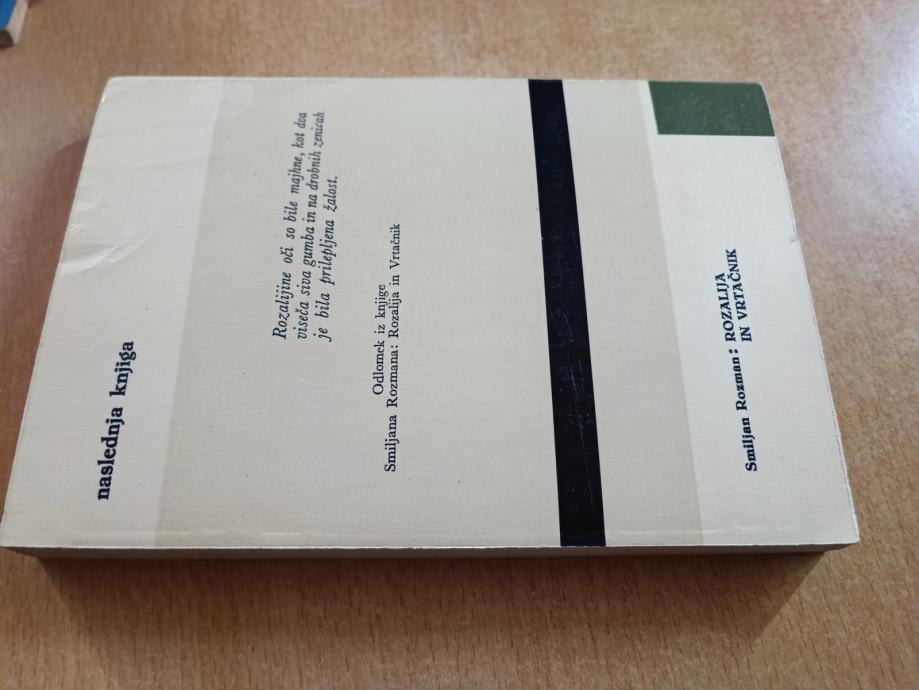 naslednja knjiga
Rozalijine oči so bile majhne, kot dva
viseča siva gumba in na drobnih zenicah
je bila prilepljena žalost.
Odlomek iz knjige
Smiljana Rozmana: Rozalija in Vrtačnik
Smiljan Rozman: ROZALIJA
IN VRTAČNIK